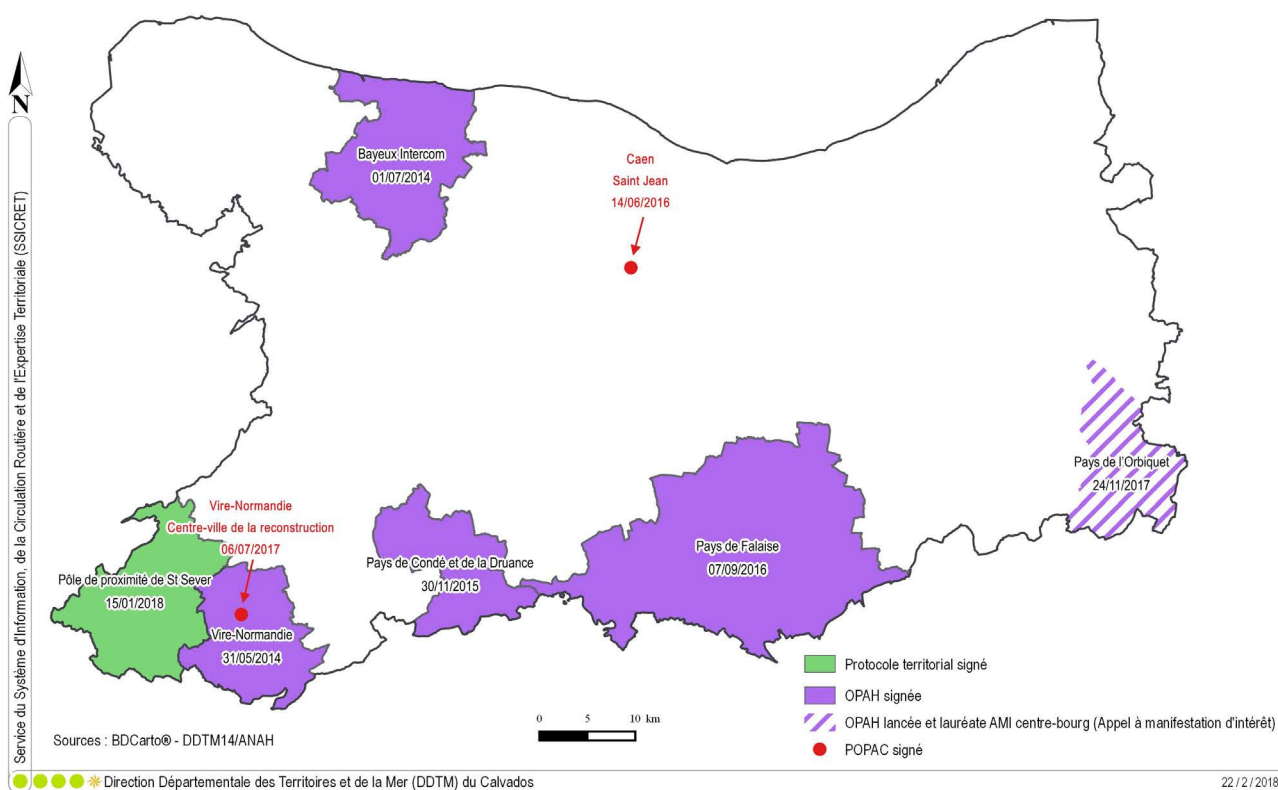 N
Service du Système d'Information, de la Circulation Routière et de l'Expertise Territoriale (SSICRET)
Bayeux Intercom
01/07/2014
Caen
Saint Jean
14/06/2016
Pays de l'Orbiquet
24/11/2017
Vire-Normandie
Centre-ville de la reconstruction
06/07/2017
Pôle de proximité de St Sever
15/01/2018
Vire-Normandie
31/05/2014
Pays de Condé et de la Druance
30/11/2015
Pays de Falaise
07/09/2016
Protocole territorial signé
OPAH signée
OPAH lancée et lauréate AMI centre-bourg (Appel à manifestation d'intérêt)
POPAC signé
0 5 10 km
Sources : BDCarto® - DDTM14/ANAH
Direction Départementale des Territoires et de la Mer (DDTM) du Calvados
22 / 2 / 2018